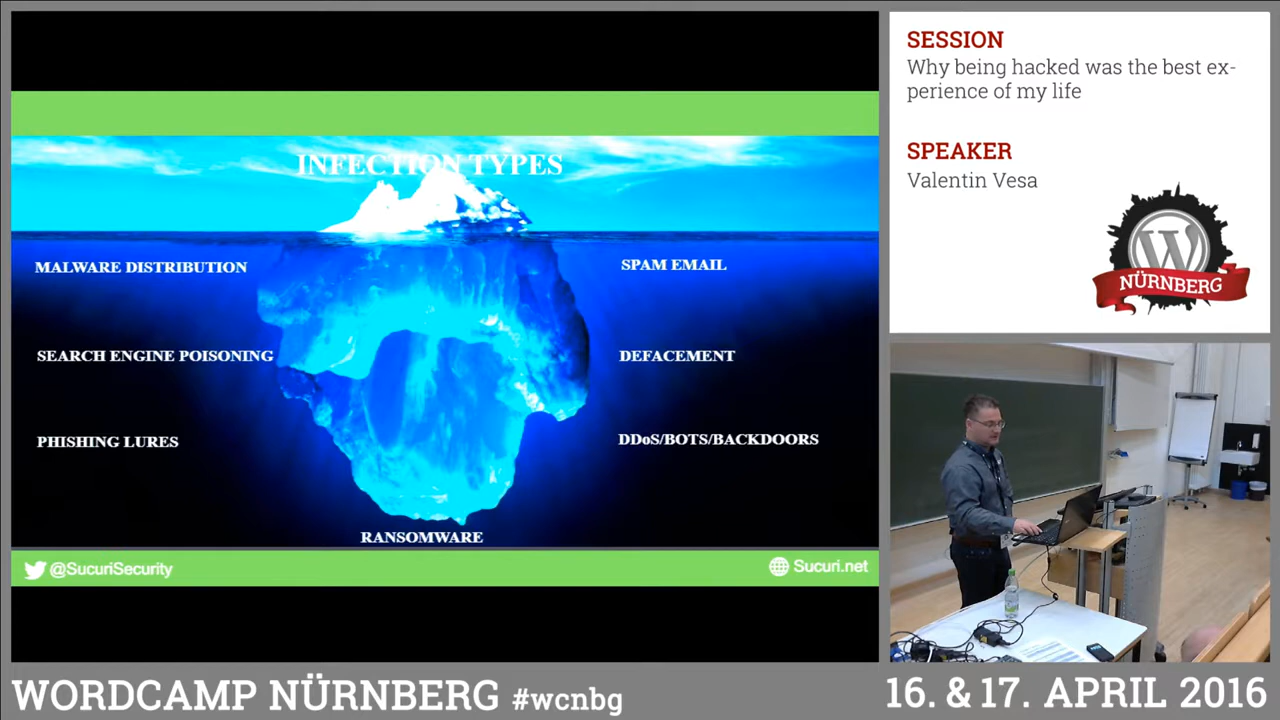 INFECTION TYPES
MALWARE DISTRIBUTION
SPAM EMAIL
SEARCH ENGINE POISONING
DEFACEMENT
PHISHING LURES
DDoS/BOTS/BACKDOORS
RANSOMWARE
@SucuriSecurity
Sucuri.net
SESSION
Why being hacked was the best ex-
perience of my life
SPEAKER
Valentin Vesa
W
NÜRNBERG
WORDCAMP NÜRNBERG #wcnbg
16. & 17. APRIL 2016